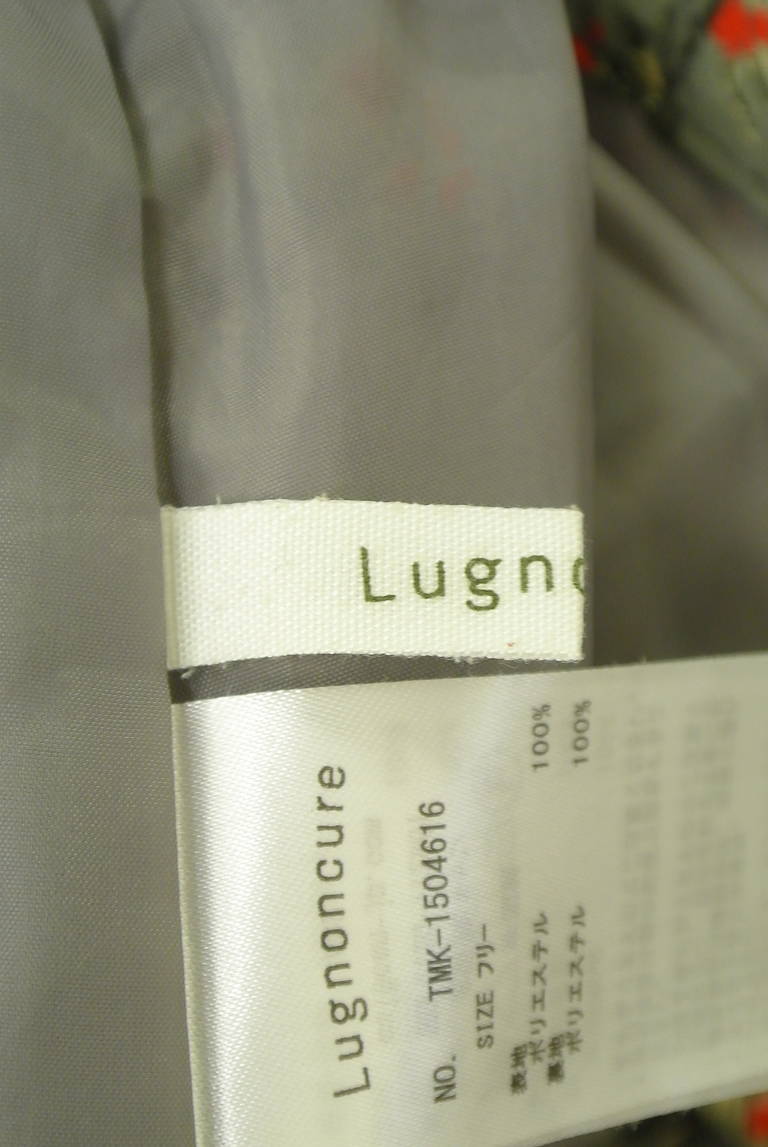 Lugno
Lugnoncure
NO. TMK-1504616
SIZE フリー
表地
ポリエステル 100%
裏地
ポリエステル 100%